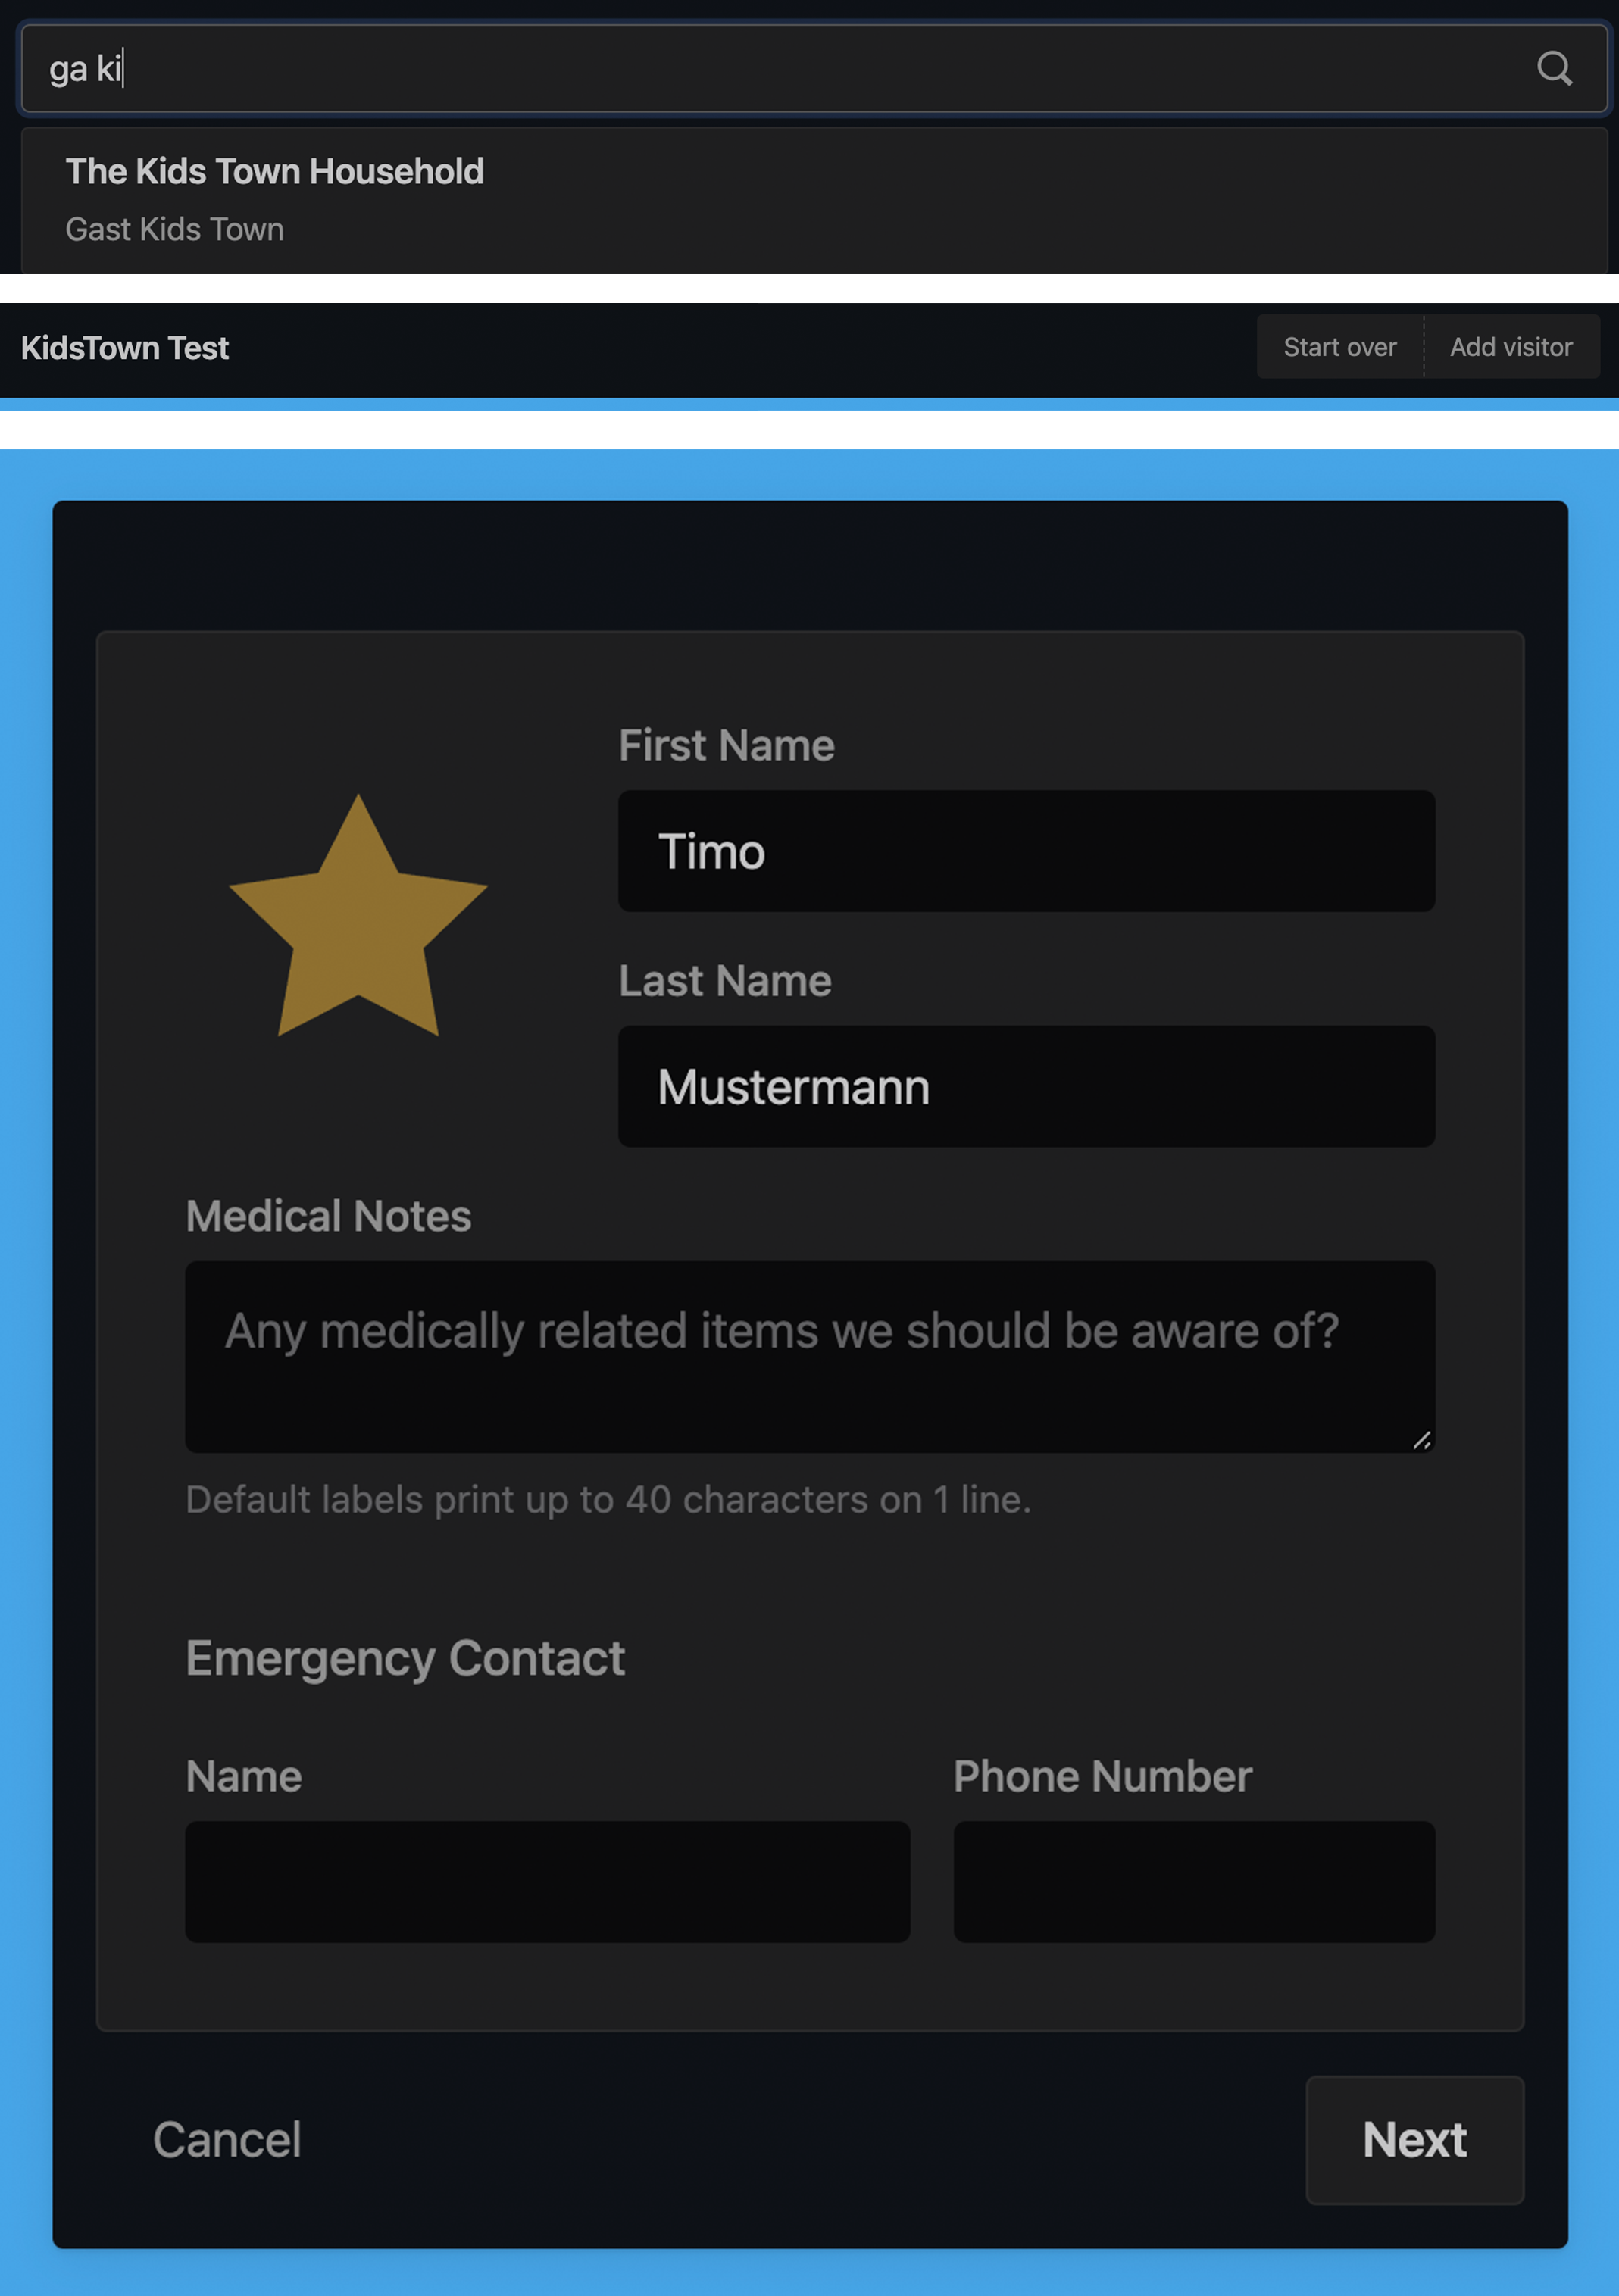 ga ki
The Kids Town Household
Gast Kids Town
KidsTown Test
Start over
Add visitor
First Name
Timo
Last Name
Mustermann
Medical Notes
Any medically related items we should be aware of?
Default labels print up to 40 characters on 1 line.
Emergency Contact
Name
Phone Number
Cancel
Next